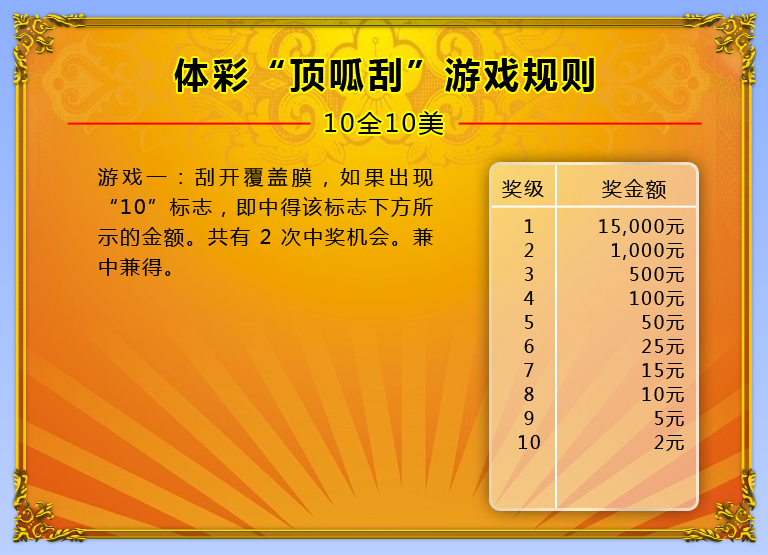 体彩“顶呱刮”游戏规则
10全10美
游戏一：刮开覆盖膜，如果出现
“10”标志，即中得该标志下方所
示的金额。共有 2 次中奖机会。兼
中兼得。
奖级 奖金额
1 15,000元
2 1,000元
3 500元
4 100元
5 50元
6 25元
7 15元
8 10元
9 5元
10 2元